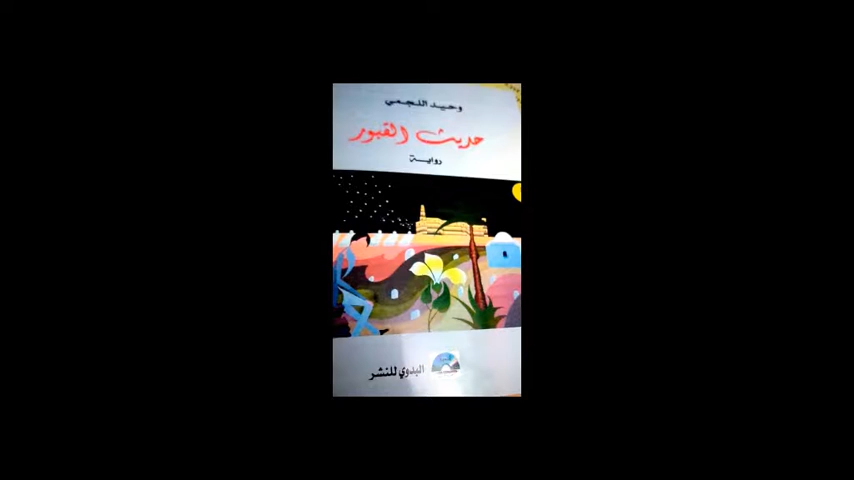 وحيد النجمي
حديث القبور
رواية
البدوي للنشر